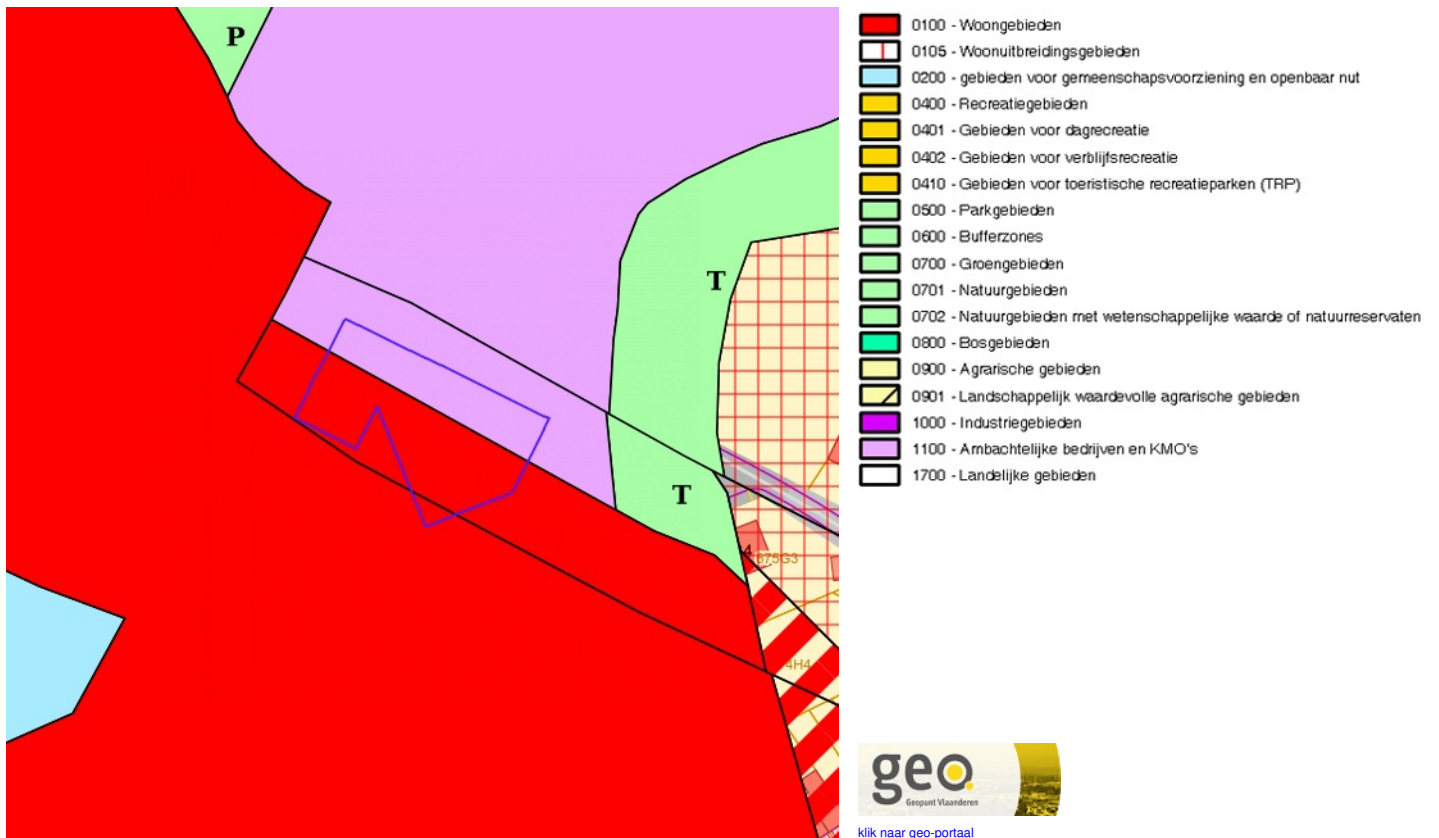 P
T
T
4
875G3
4H4
0100 - Woongebieden
0105 - Woonuitbreidingsgebieden
0200 - gebieden voor gemeenschapsvoorziening en openbaar nut
0400 - Recreatiegebieden
0401 - Gebieden voor dagrecreatie
0402 - Gebieden voor verblijfsrecreatie
0410 - Gebieden voor toeristische recreatieparken (TRP)
0500 - Parkgebieden
0600 - Bufferzones
0700 - Groengebieden
0701 - Natuurgebieden
0702 - Natuurgebieden met wetenschappelijke waarde of natuurreservaten
0800 - Bosgebieden
0900 - Agrarische gebieden
0901 - Landschappelijk waardevolle agrarische gebieden
1000 - Industriegebieden
1100 - Ambachtelijke bedrijven en KMO's
1700 - Landelijke gebieden
geo.
Geopunt Vlaanderen
klik naar geo-portaal